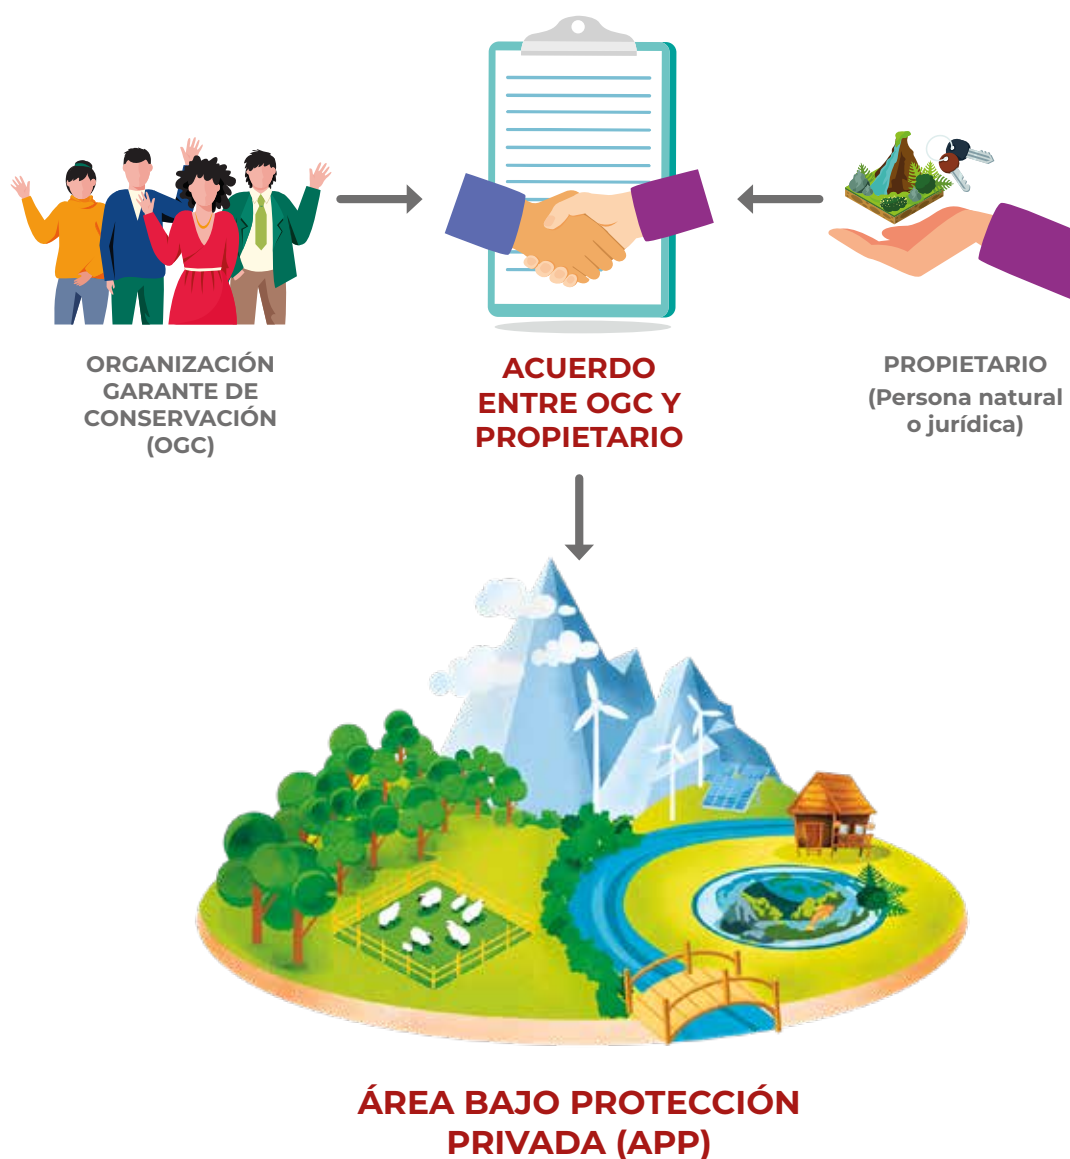 ORGANIZACIÓN
GARANTE DE
CONSERVACIÓN
(OGC)
ACUERDO
ENTRE OGC Y
PROPIETARIO
PROPIETARIO
(Persona natural
o jurídica)
ÁREA BAJO PROTECCIÓN
PRIVADA (APP)